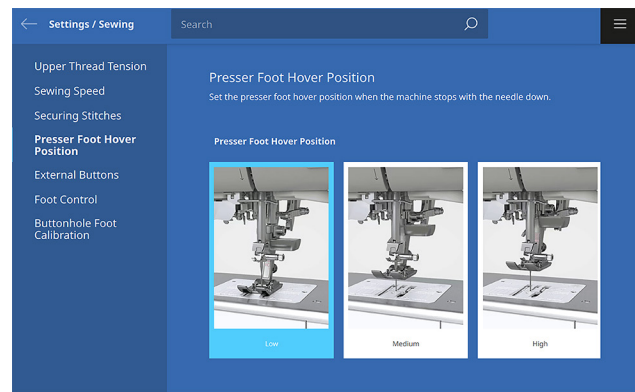 Settings / Sewing
Search
Upper Thread Tension
Sewing Speed
Securing Stitches
Presser Foot Hover
Position
External Buttons
Foot Control
Buttonhole Foot
Calibration
Presser Foot Hover Position
Set the presser foot hover position when the machine stops with the needle down.
Presser Foot Hover Position
Low
Medium
High